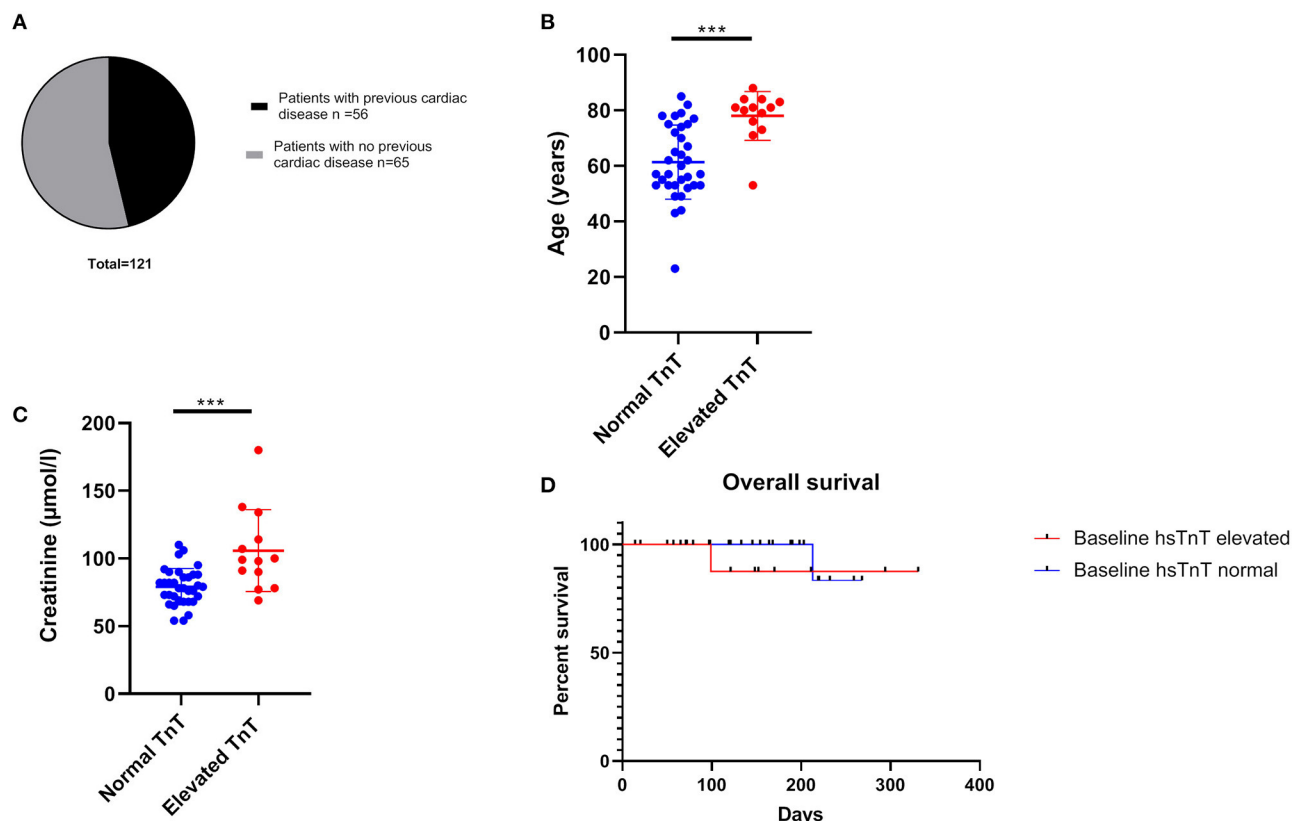 A
Patients with previous cardiac
disease n =56
Patients with no previous
cardiac disease n=65
Total=121
B
***
Age (years)
100
80
60
40
20
0
Normal TnT
Elevated TnT
C
***
Creatinine (µmol/l)
200
150
100
50
0
Normal TnT
Elevated TnT
D
Overall surival
Percent survival
100
50
0
0 100 200 300 400
Days
Baseline hsTnT elevated
Baseline hsTnT normal